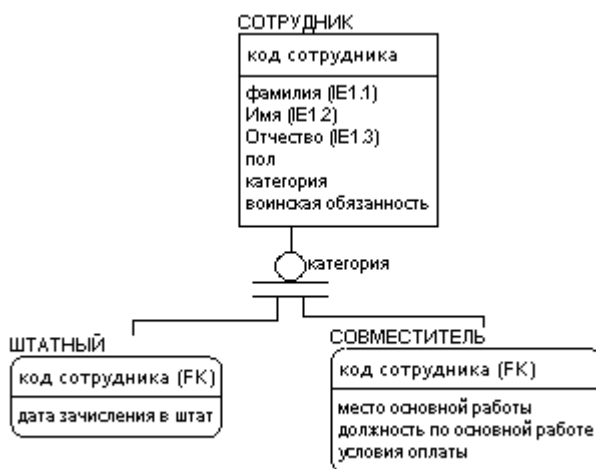 СОТРУДНИК
код сотрудника
фамилия (IE1.1)
Имя (IE1.2)
Отчество (IE1.3)
пол
категория
воинская обязанность
категория
ШТАТНЫЙ
код сотрудника (FK)
дата зачисления в штат
СОВМЕСТИТЕЛЬ
код сотрудника (FK)
место основной работы
должность по основной работе
условия оплаты